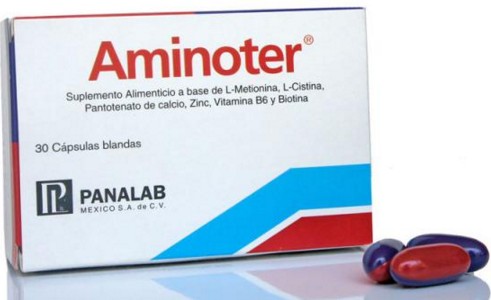 Aminoter®
Suplemento Alimenticio a base de L-Metionina, L-Cistina,
Pantotenato de calcio, Zinc, Vitamina B6 y Biotina
30 Cápsulas blandas
PANALAB
MEXICO S.A. de C.V.